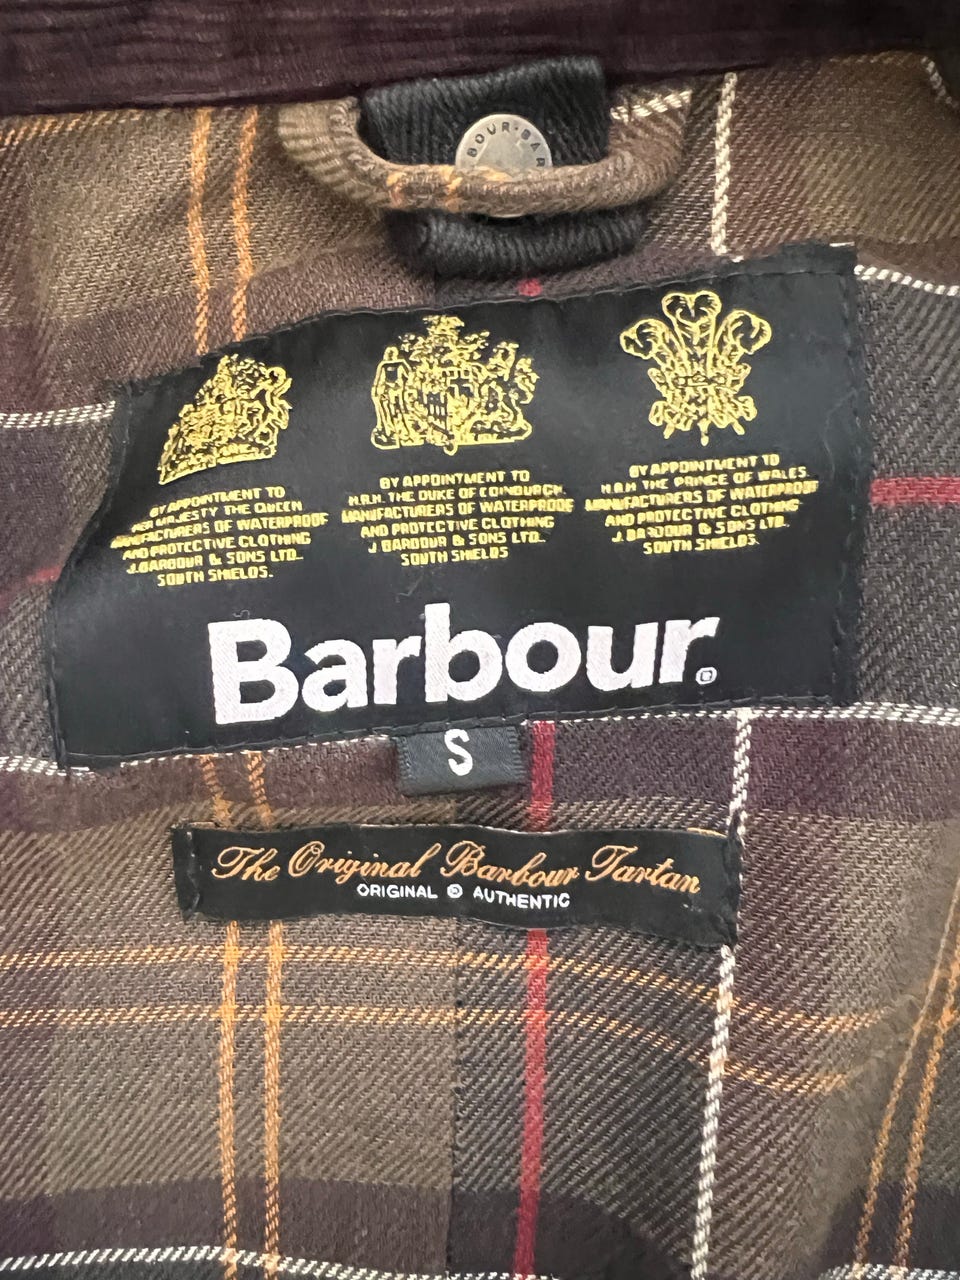 BOUR·BAR
BY APPOINTMENT TO
HER MAJESTY THE QUEEN
MANUFACTURERS OF WATERPROOF
AND PROTECTIVE CLOTHING
J. BARBOUR & SONS LTD.
SOUTH SHIELDS.
BY APPOINTMENT TO
H.R.H. THE DUKE OF EDINBURGH
MANUFACTURERS OF WATERPROOF
AND PROTECTIVE CLOTHING
J. BARBOUR & SONS LTD.
SOUTH SHIELDS.
BY APPOINTMENT TO
H.R.H. THE PRINCE OF WALES
MANUFACTURERS OF WATERPROOF
AND PROTECTIVE CLOTHING
J. BARBOUR & SONS LTD.
SOUTH SHIELDS.
Barbour®
S
The Original Barbour Tartan
ORIGINAL ® AUTHENTIC